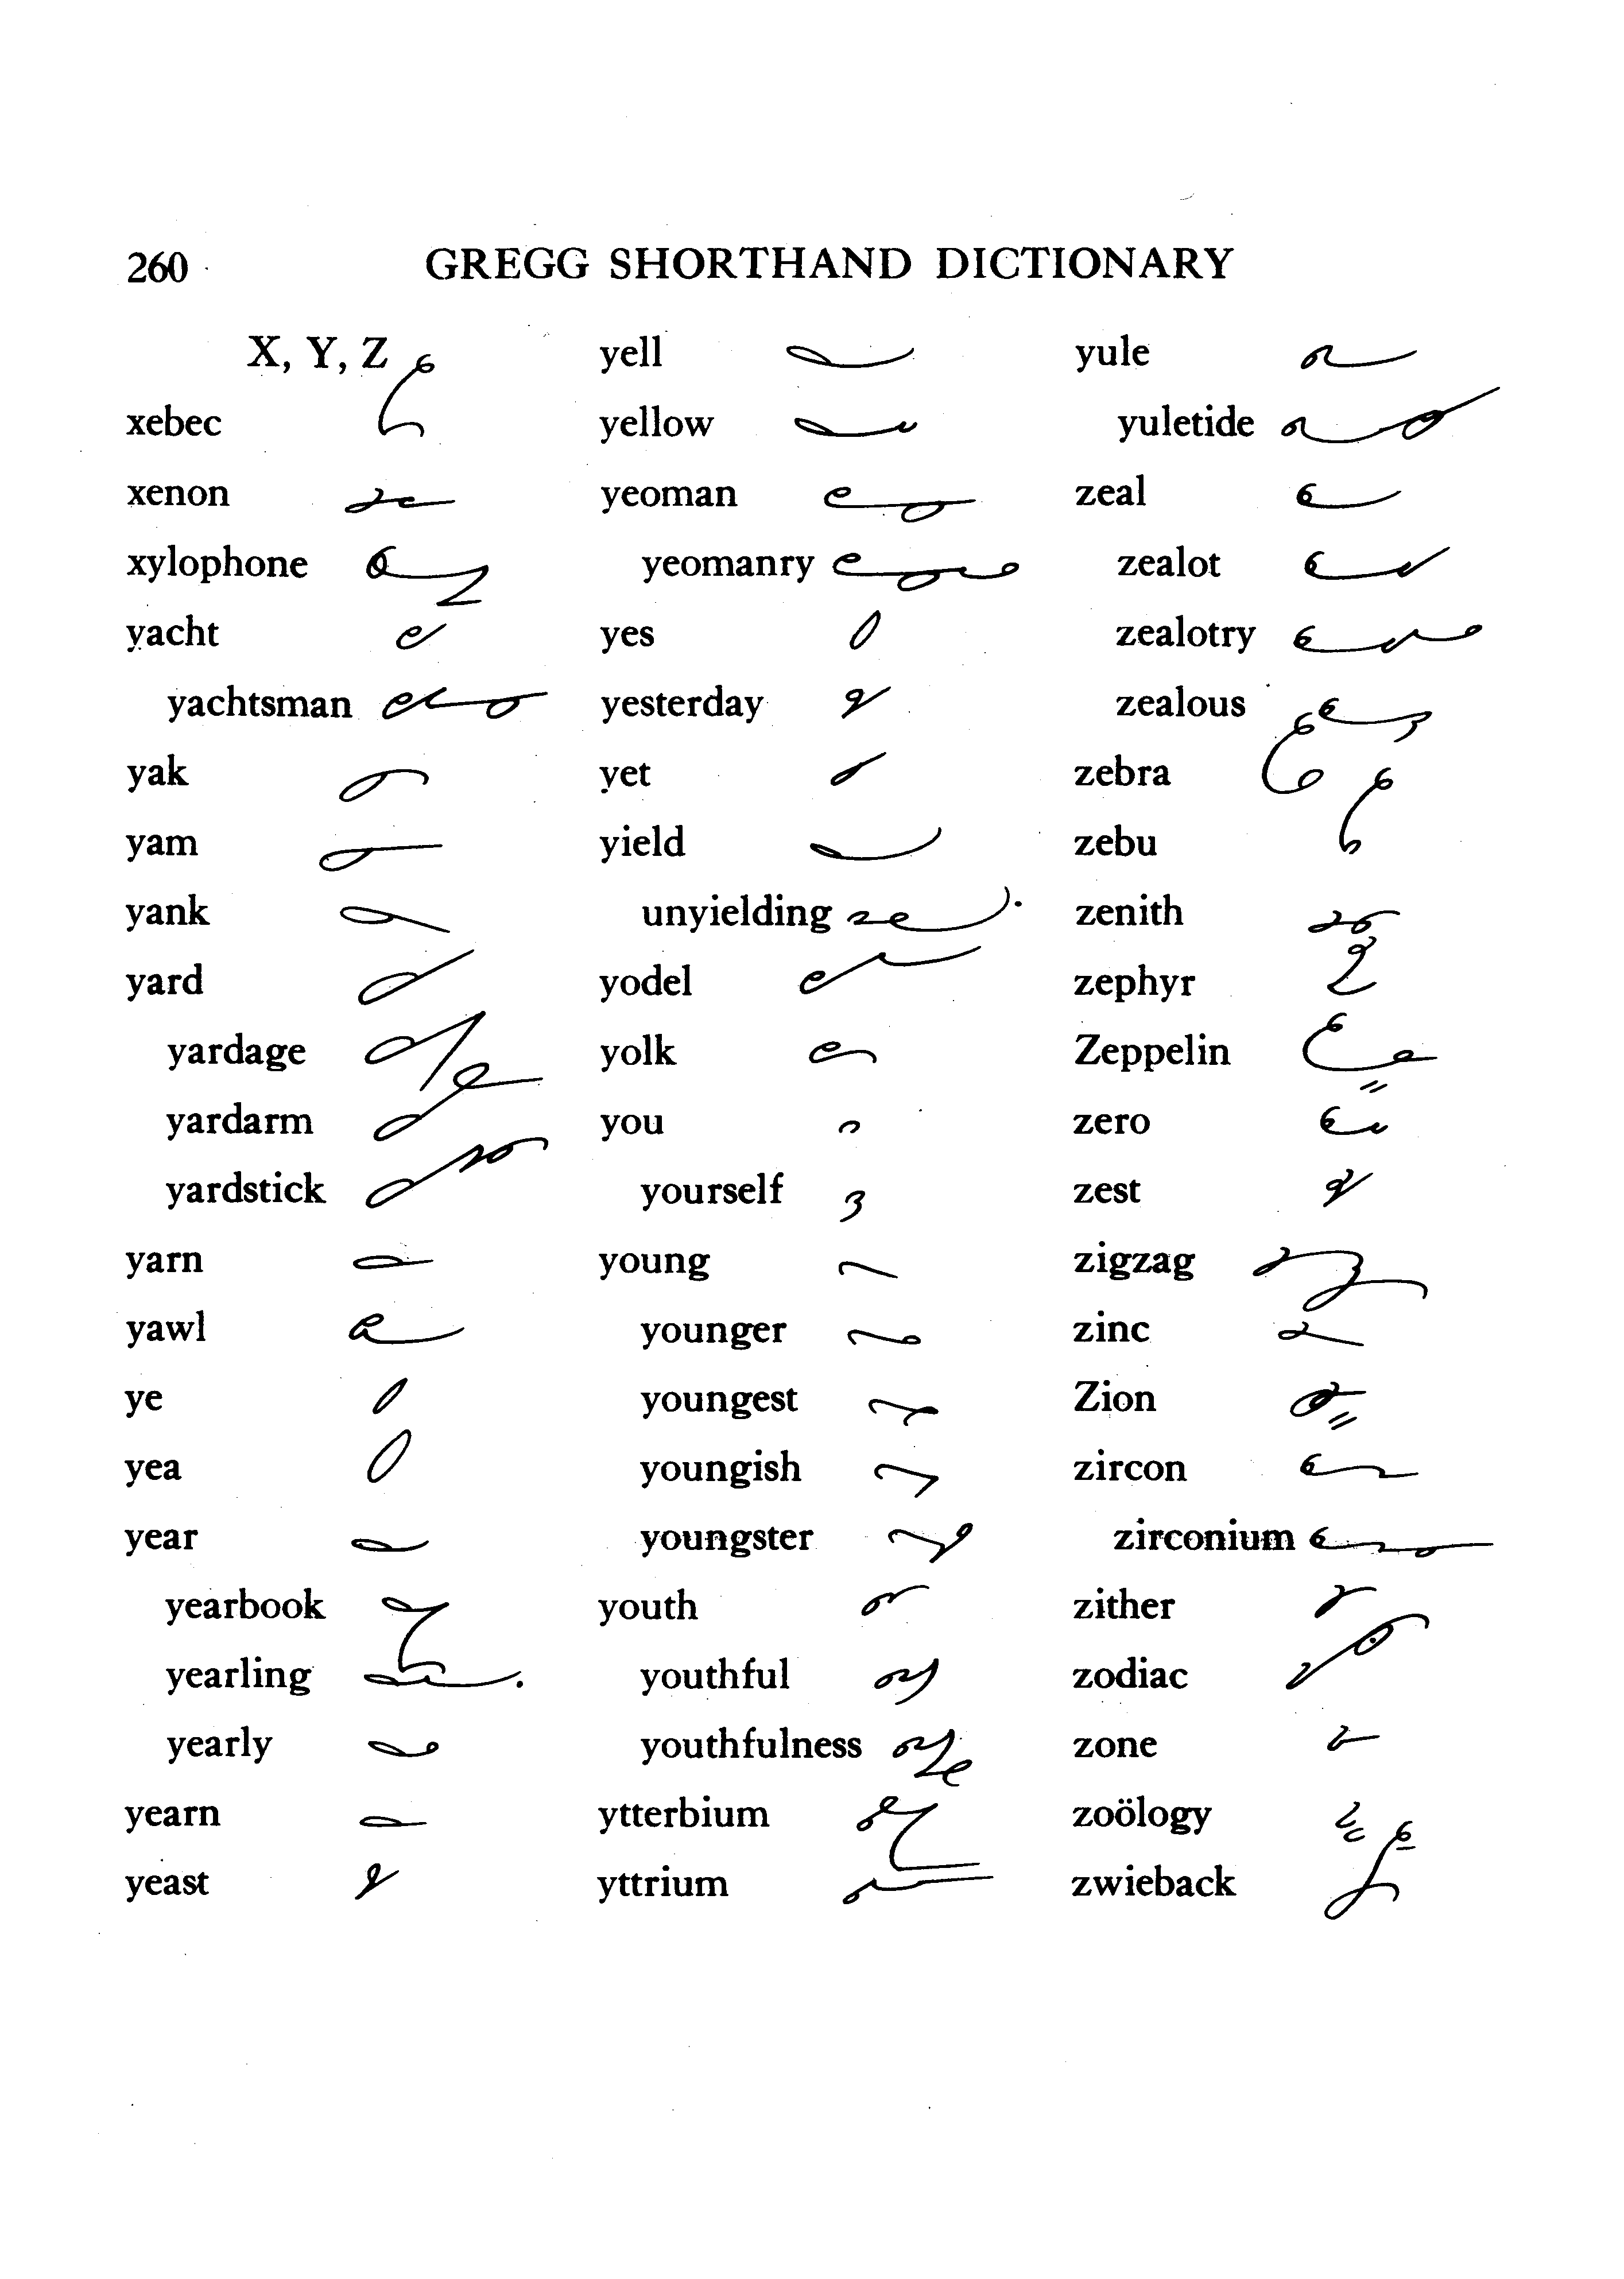 260 GREGG SHORTHAND DICTIONARY
X, Y, Z
xebec
xenon
xylophone
yacht
yachtsman
yak
yam
yank
yard
yardage
yardarm
yardstick
yarn
yawl
ye
yea
year
yearbook
yearling
yearly
yearn
yeast
yell
yellow
yeoman
yeomanry
yes
yesterday
yet
yield
unyielding
yodel
yolk
you
yourself
young
younger
youngest
youngish
youngster
youth
youthful
youthfulness
ytterbium
yttrium
yule
yuletide
zeal
zealot
zealotry
zealous
zebra
zebu
zenith
zephyr
Zeppelin
zero
zest
zigzag
zinc
Zion
zircon
zirconium
zither
zodiac
zone
zoölogy
zwieback